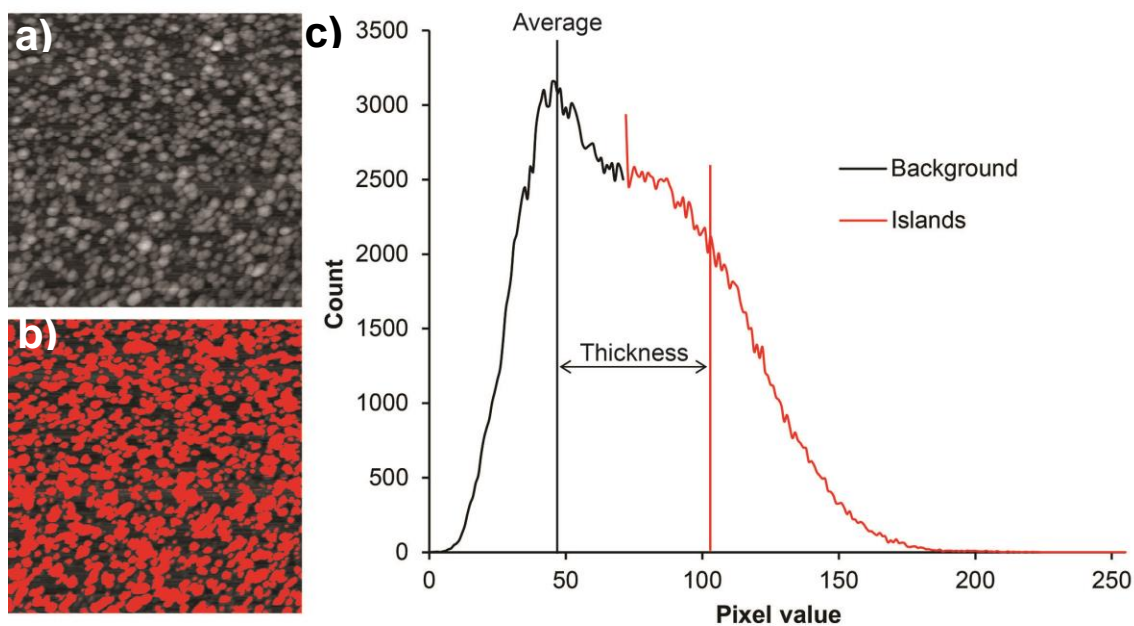 a)
b)
c)
Average
3500
3000
2500
2000
1500
1000
500
0
Count
Thickness
Background
Islands
0 50 100 150 200 250
Pixel value